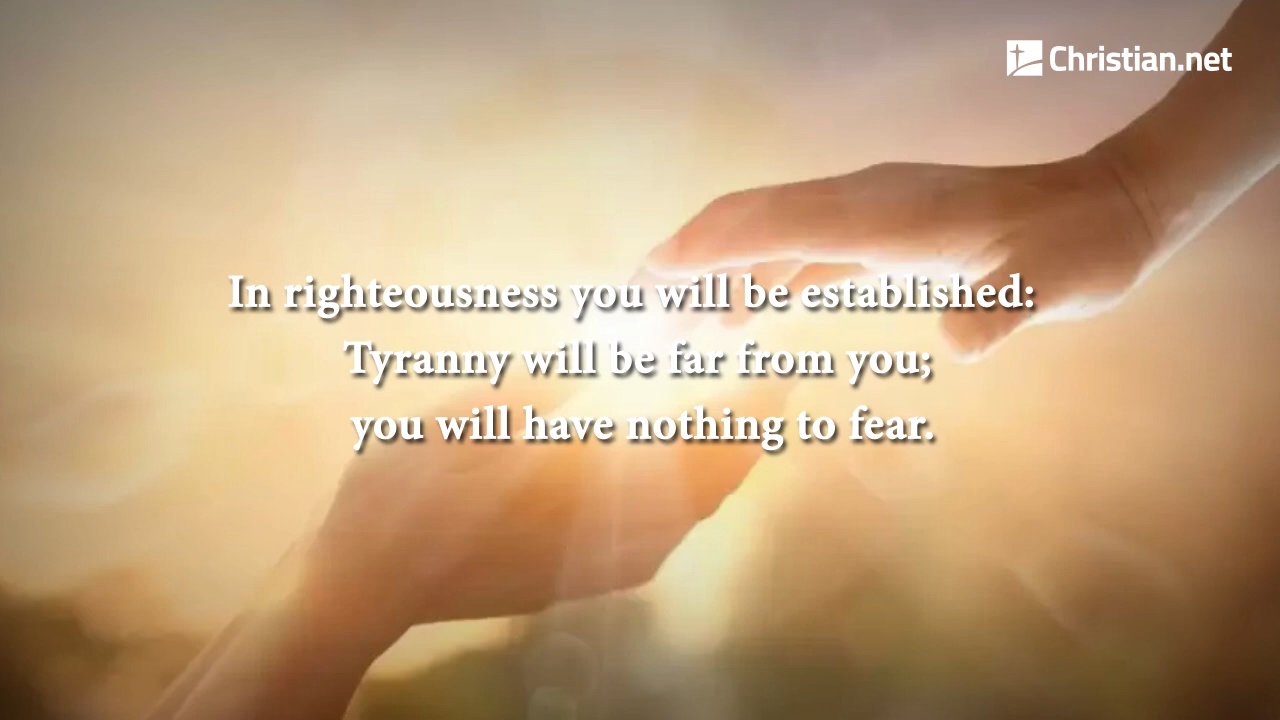 Christian.net
In righteousness you will be established:
Tyranny will be far from you;
you will have nothing to fear.